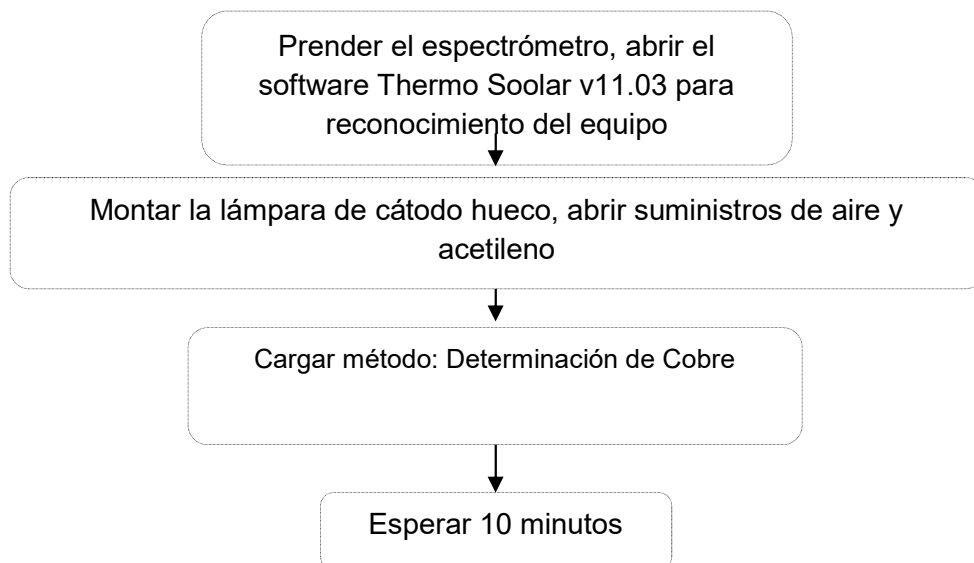 Prender el espectrómetro, abrir el
software Thermo Soolar v11.03 para
reconocimiento del equipo
Montar la lámpara de cátodo hueco, abrir suministros de aire y
acetileno
Cargar método: Determinación de Cobre
Esperar 10 minutos